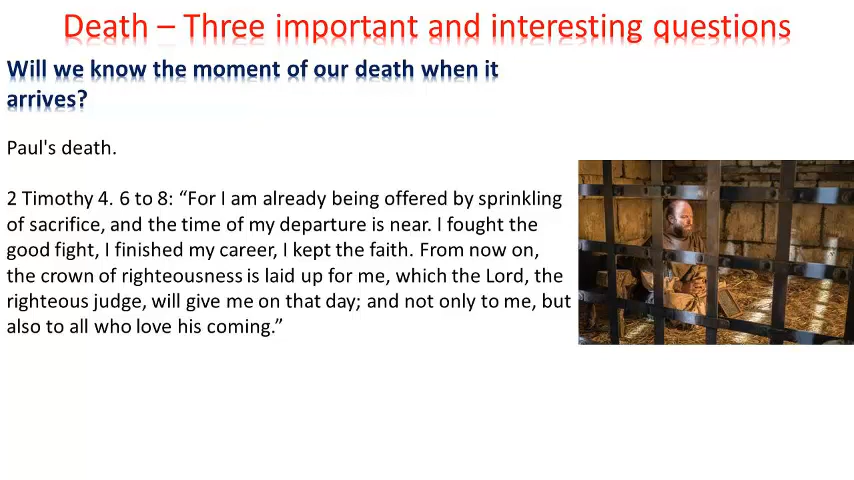 Death – Three important and interesting questions
Will we know the moment of our death when it
arrives?
Paul's death.
2 Timothy 4. 6 to 8: “For I am already being offered by sprinkling
of sacrifice, and the time of my departure is near. I fought the
good fight, I finished my career, I kept the faith. From now on,
the crown of righteousness is laid up for me, which the Lord, the
righteous judge, will give me on that day; and not only to me, but
also to all who love his coming.”